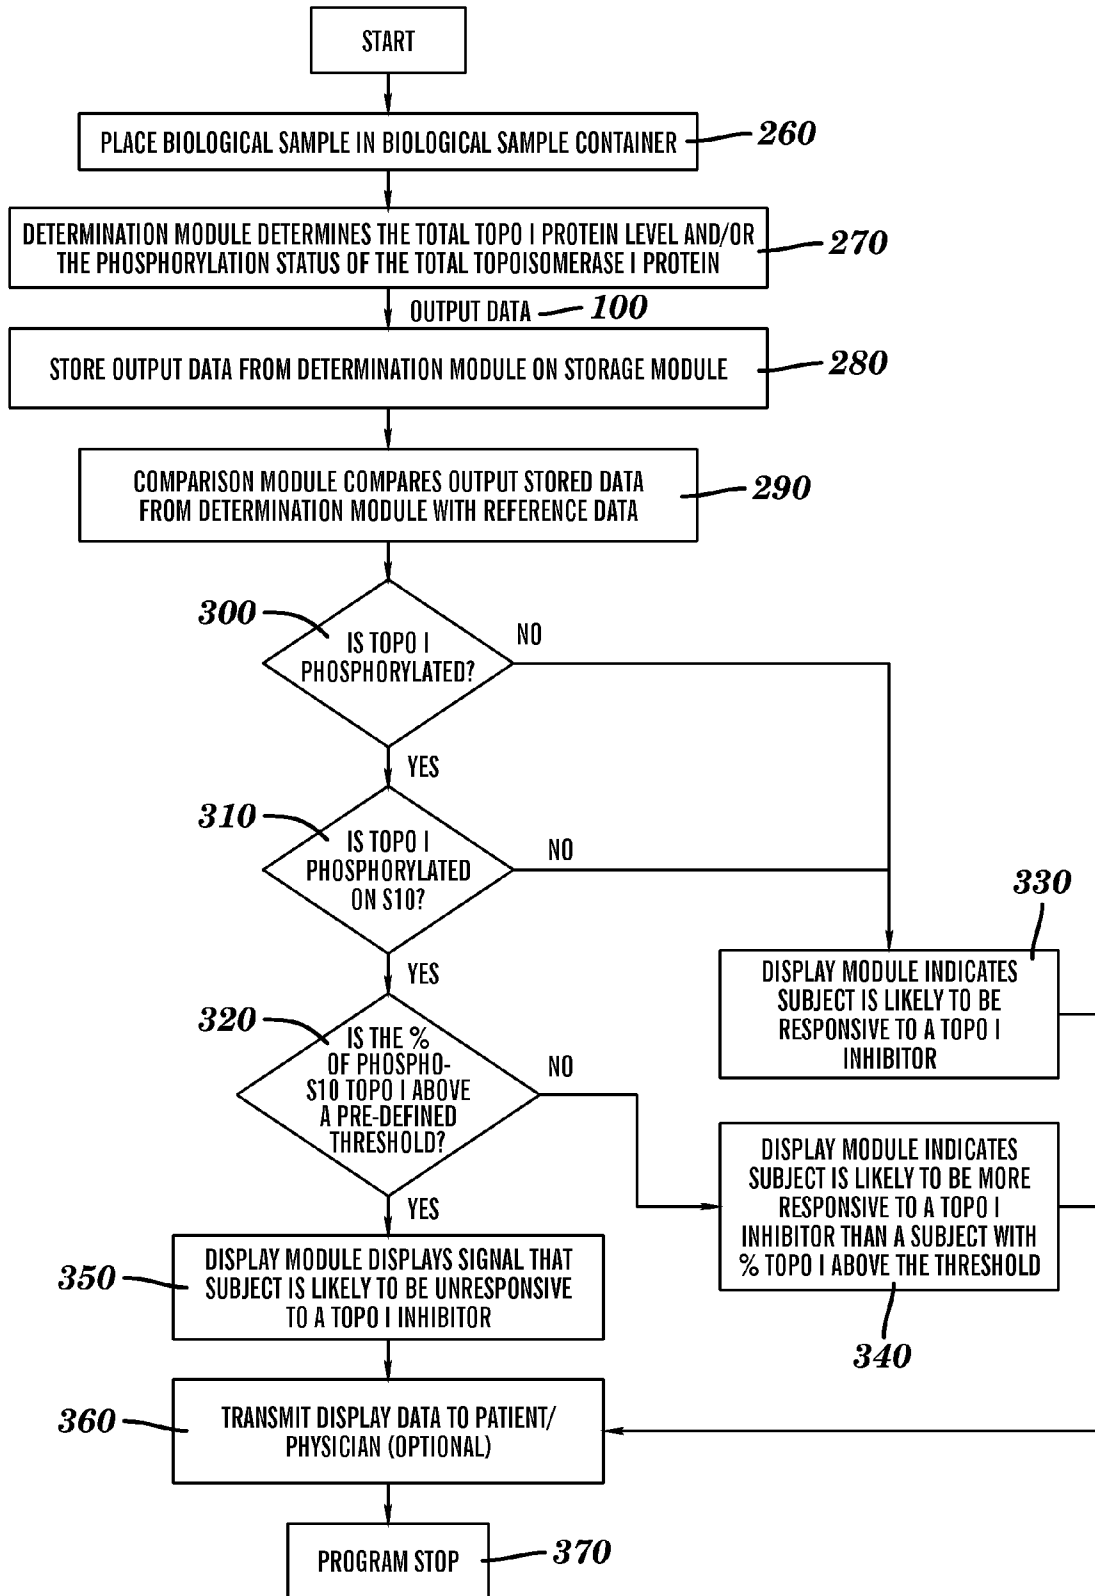 START
PLACE BIOLOGICAL SAMPLE IN BIOLOGICAL SAMPLE CONTAINER
260
DETERMINATION MODULE DETERMINES THE TOTAL TOPO I PROTEIN LEVEL AND/OR
THE PHOSPHORYLATION STATUS OF THE TOTAL TOPOISOMERASE I PROTEIN
270
OUTPUT DATA
100
STORE OUTPUT DATA FROM DETERMINATION MODULE ON STORAGE MODULE
280
COMPARISON MODULE COMPARES OUTPUT STORED DATA
FROM DETERMINATION MODULE WITH REFERENCE DATA
290
300
IS TOPO I
PHOSPHORYLATED?
NO
YES
310
IS TOPO I
PHOSPHORYLATED
ON S10?
NO
YES
330
DISPLAY MODULE INDICATES
SUBJECT IS LIKELY TO BE
RESPONSIVE TO A TOPO I
INHIBITOR
320
IS THE %
OF PHOSPHO-
S10 TOPO I ABOVE
A PRE-DEFINED
THRESHOLD?
NO
YES
DISPLAY MODULE INDICATES
SUBJECT IS LIKELY TO BE MORE
RESPONSIVE TO A TOPO I
INHIBITOR THAN A SUBJECT WITH
% TOPO I ABOVE THE THRESHOLD
340
350
DISPLAY MODULE DISPLAYS SIGNAL THAT
SUBJECT IS LIKELY TO BE UNRESPONSIVE
TO A TOPO I INHIBITOR
360
TRANSMIT DISPLAY DATA TO PATIENT/
PHYSICIAN (OPTIONAL)
PROGRAM STOP
370